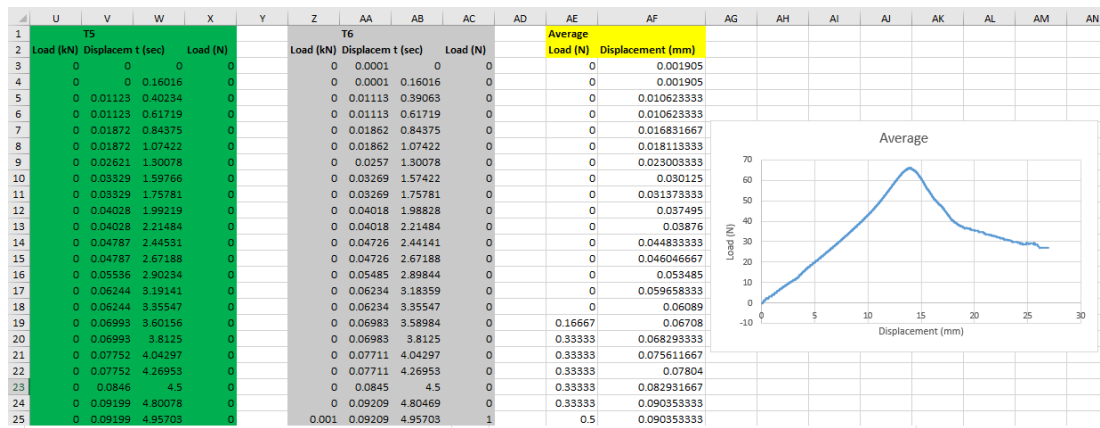 U V W X Y Z AA AB AC AD AE AF AG AH AI AJ AK AL AM AN
1 T5 T6 Average
2 Load (kN) Displacem t (sec) Load (N) Load (kN) Displacem t (sec) Load (N) Load (N) Displacement (mm)
3 0 0 0 0 0 0.0001 0 0 0 0.001905
4 0 0 0.16016 0 0 0.0001 0.16016 0 0 0.001905
5 0 0.01123 0.40234 0 0 0.01113 0.39063 0 0 0.010623333
6 0 0.01123 0.61719 0 0 0.01113 0.61719 0 0 0.010623333
7 0 0.01872 0.84375 0 0 0.01862 0.84375 0 0 0.016831667
8 0 0.01872 1.07422 0 0 0.01862 1.07422 0 0 0.018113333
9 0 0.02621 1.30078 0 0 0.0257 1.30078 0 0 0.023003333
10 0 0.03329 1.59766 0 0 0.03269 1.57422 0 0 0.030125
11 0 0.03329 1.75781 0 0 0.03269 1.75781 0 0 0.031373333
12 0 0.04028 1.99219 0 0 0.04018 1.98828 0 0 0.037495
13 0 0.04028 2.21484 0 0 0.04018 2.21484 0 0 0.03876
14 0 0.04787 2.44531 0 0 0.04726 2.44141 0 0 0.044833333
15 0 0.04787 2.67188 0 0 0.04726 2.67188 0 0 0.046046667
16 0 0.05536 2.90234 0 0 0.05485 2.89844 0 0 0.053485
17 0 0.06244 3.19141 0 0 0.06234 3.18359 0 0 0.059658333
18 0 0.06244 3.35547 0 0 0.06234 3.35547 0 0 0.06089
19 0 0.06993 3.60156 0 0 0.06983 3.58984 0 0.16667 0.06708
20 0 0.06993 3.8125 0 0 0.06983 3.8125 0 0.33333 0.068293333
21 0 0.07752 4.04297 0 0 0.07711 4.04297 0 0.33333 0.075611667
22 0 0.07752 4.26953 0 0 0.07711 4.26953 0 0.33333 0.07804
23 0 0.0846 4.5 0 0 0.0845 4.5 0 0.33333 0.082931667
24 0 0.09199 4.80078 0 0 0.09209 4.80469 0 0.33333 0.090353333
25 0 0.09199 4.95703 0 0.001 0.09209 4.95703 1 0.5 0.090353333
Average
70
60
50
40
30
20
10
0
-10
Load (N)
0 5 10 15 20 25 30
Displacement (mm)